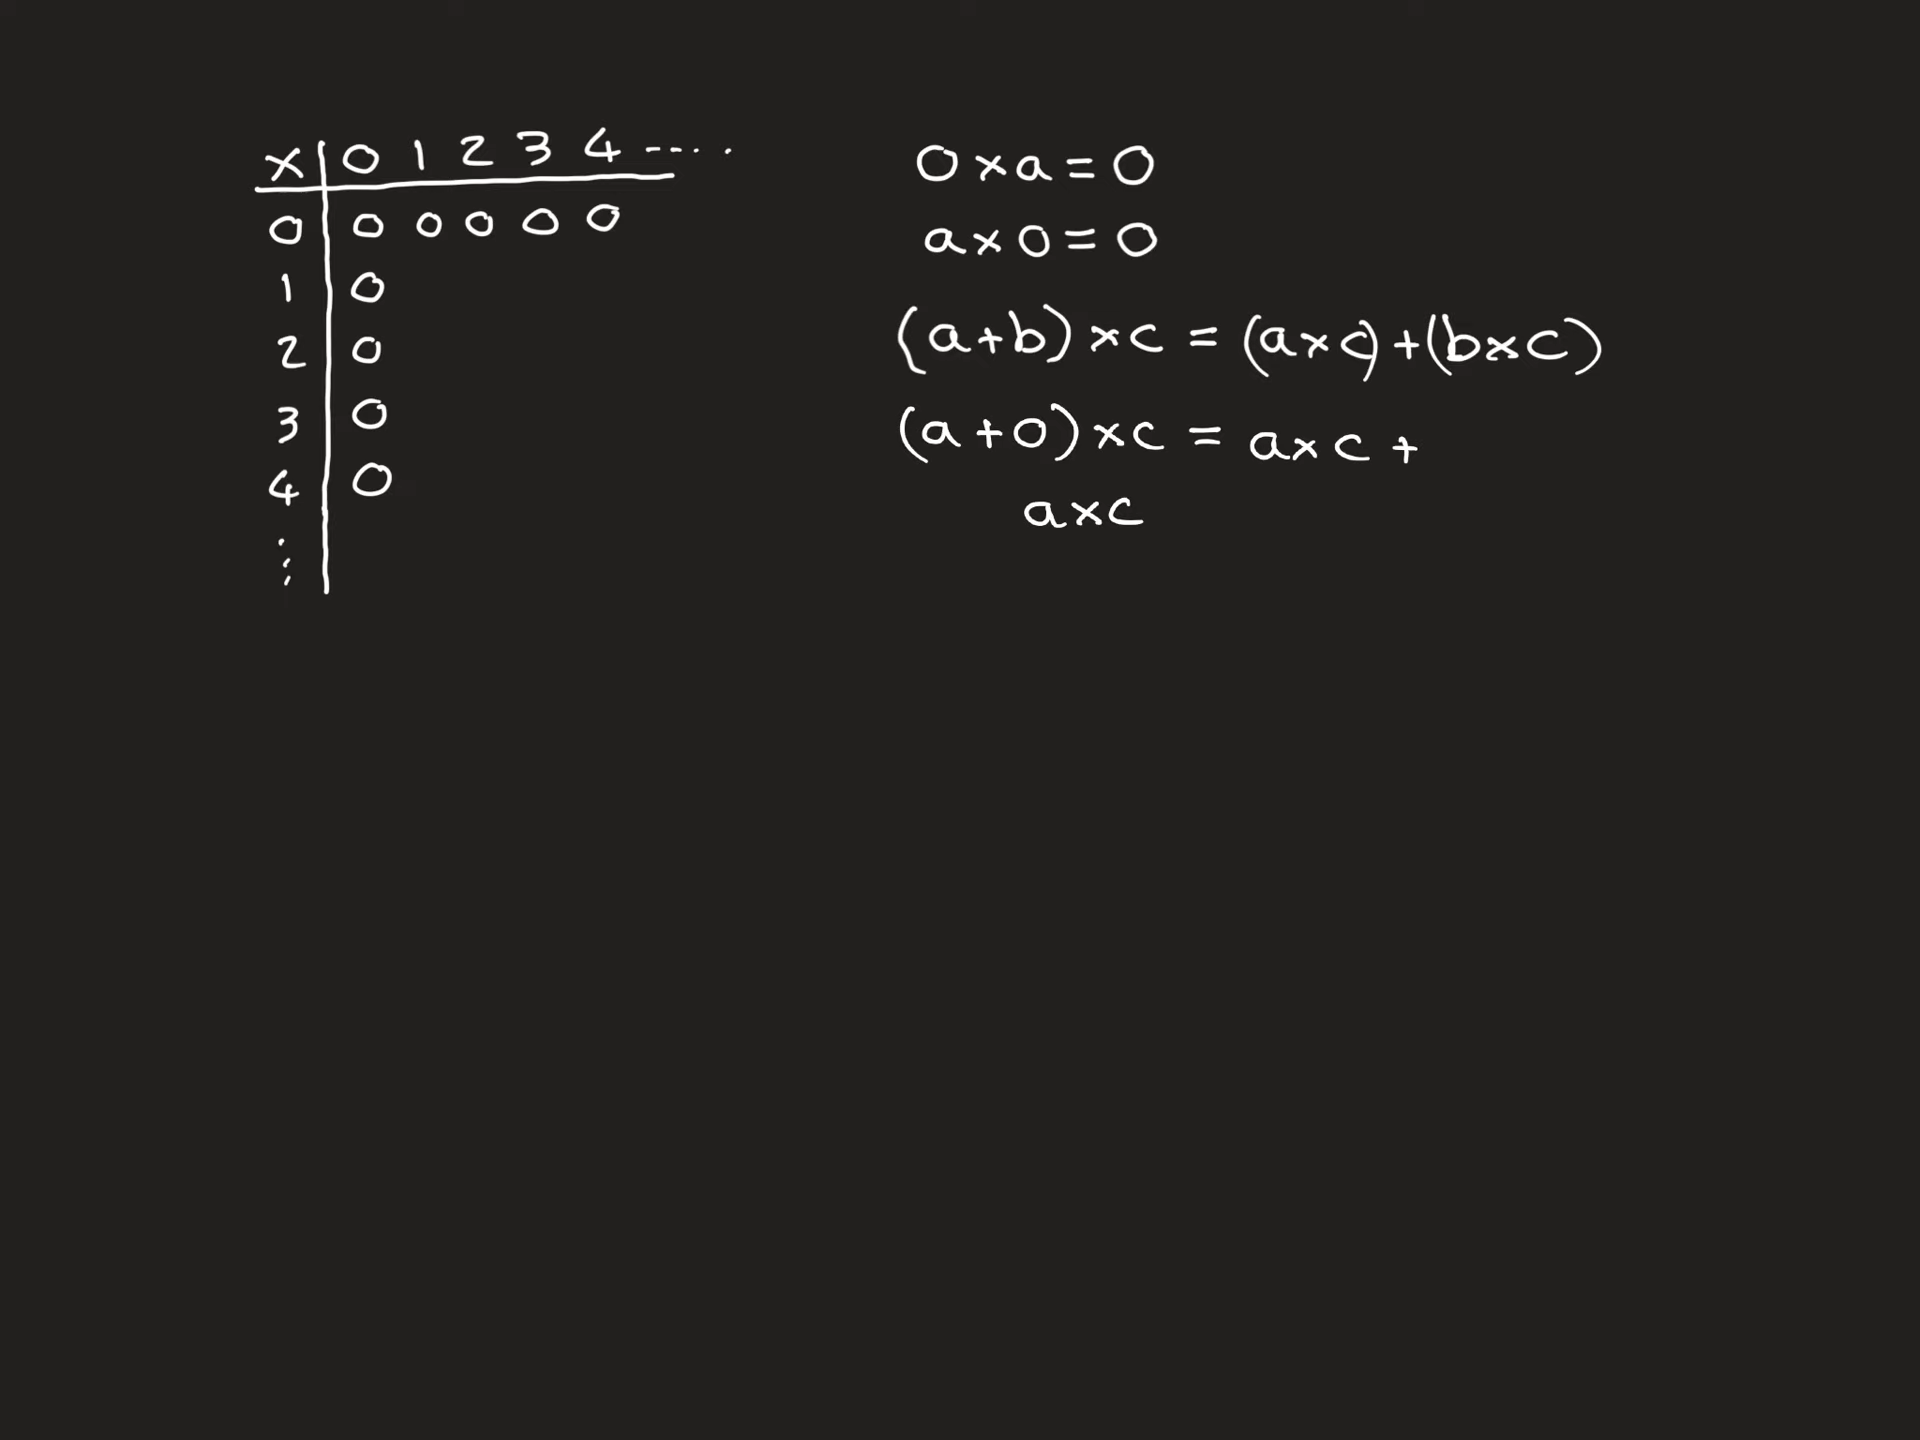 x 0 1 2 3 4 ----..
0 0 0 0 0 0
1 0
2 0
3 0
4 0
⋮
0 × a = 0
a × 0 = 0
(a + b) × c = (a × c) + (b × c)
(a + 0) × c = a × c +
a × c